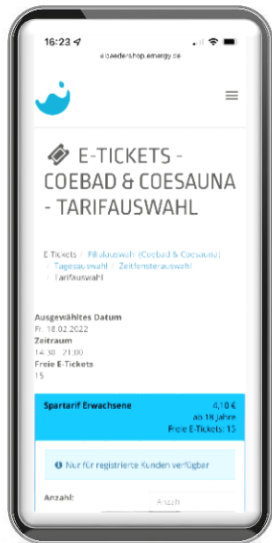 16:23
E-TICKETS -
COEBAD & COESAUNA
- TARIFAUSWAHL
E-Tickets / Filialauswahl (Coebad & Coesauna)
/ Tagesauswahl / Zeitfensterauswahl
/ Tarifauswahl
Ausgewähltes Datum
Fr. 18.02.2022
Zeitraum
14:30 - 21:00
Freie E-Tickets
15
Spartarif Erwachsene 4,10 €
ab 18 Jahre
Freie E-Tickets: 15
Nur für registrierte Kunden verfügbar
Anzahl: Anzahl